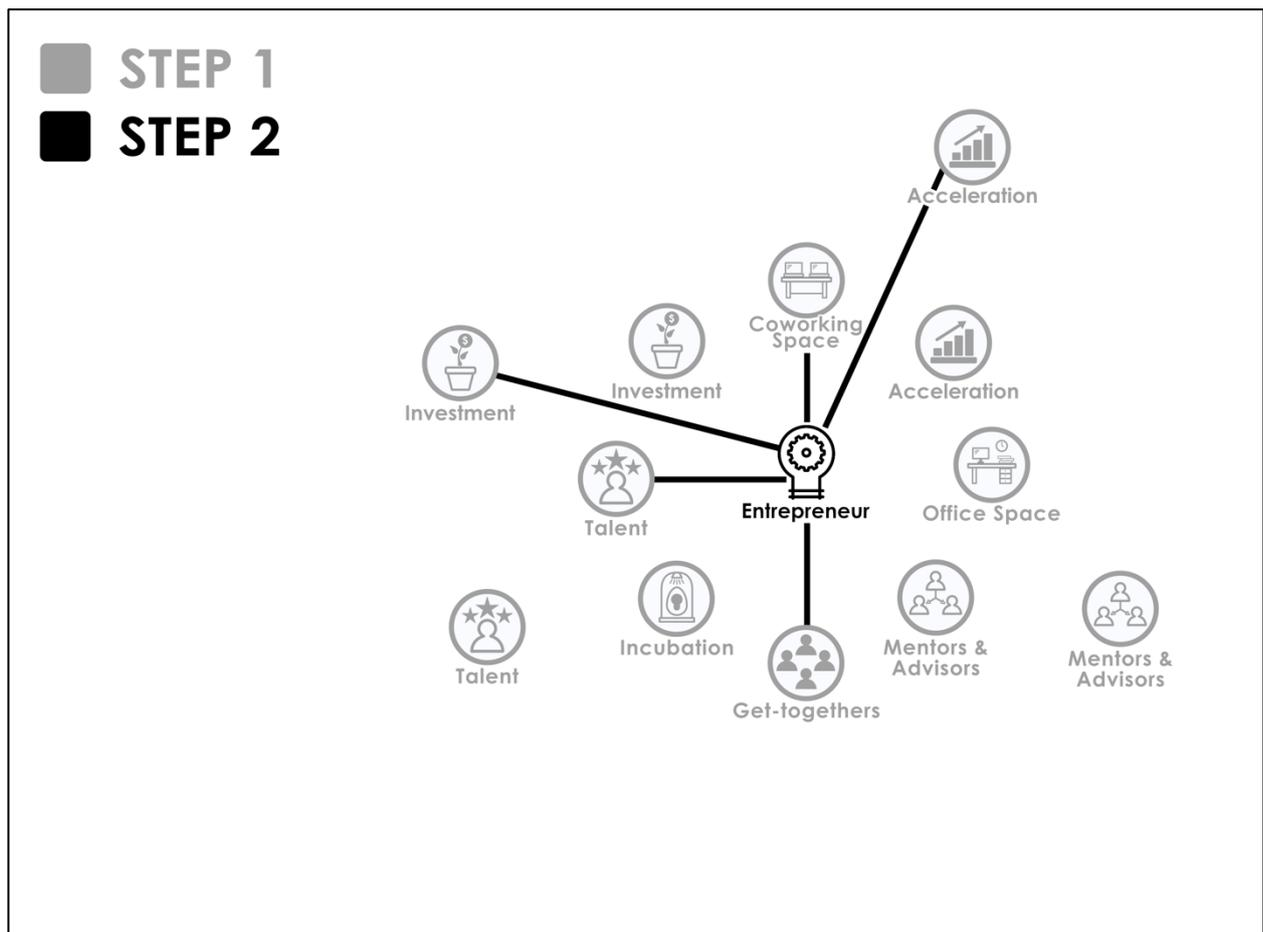 STEP 1
STEP 2
Acceleration
Coworking
Space
Investment
Acceleration
Investment
Entrepreneur
Office Space
Talent
Incubation
Mentors &
Advisors
Mentors &
Advisors
Talent
Get-togethers